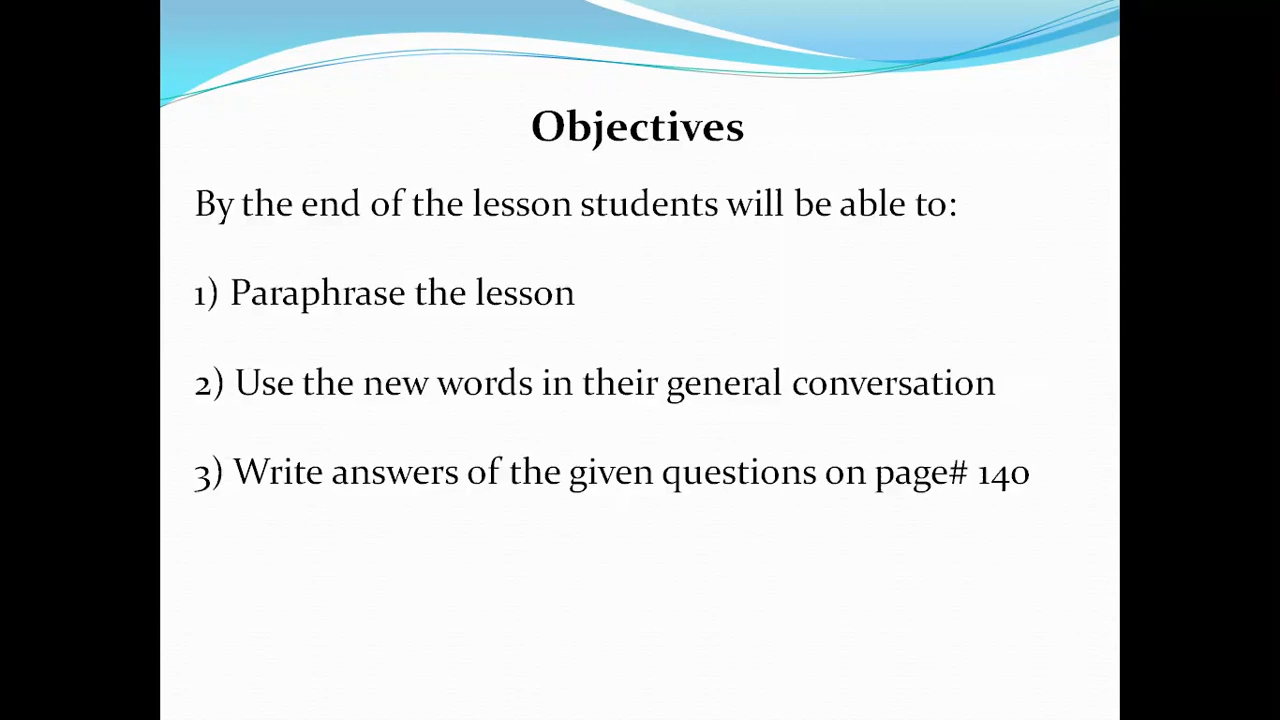 Objectives
By the end of the lesson students will be able to:
1) Paraphrase the lesson
2) Use the new words in their general conversation
3) Write answers of the given questions on page# 140